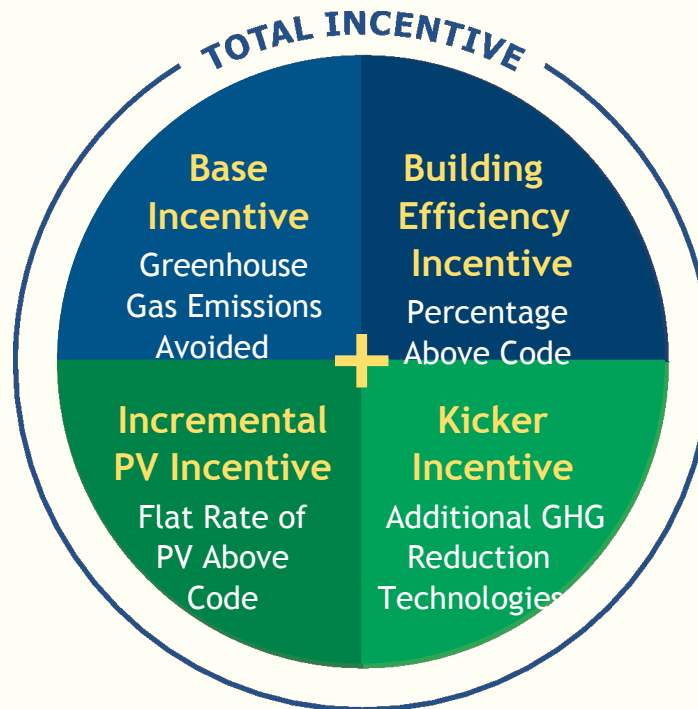 TOTAL INCENTIVE
Base
Incentive
Greenhouse
Gas Emissions
Avoided
Building
Efficiency
Incentive
Percentage
Above Code
+
Incremental
PV Incentive
Flat Rate of
PV Above
Code
Kicker
Incentive
Additional GHG
Reduction
Technologies